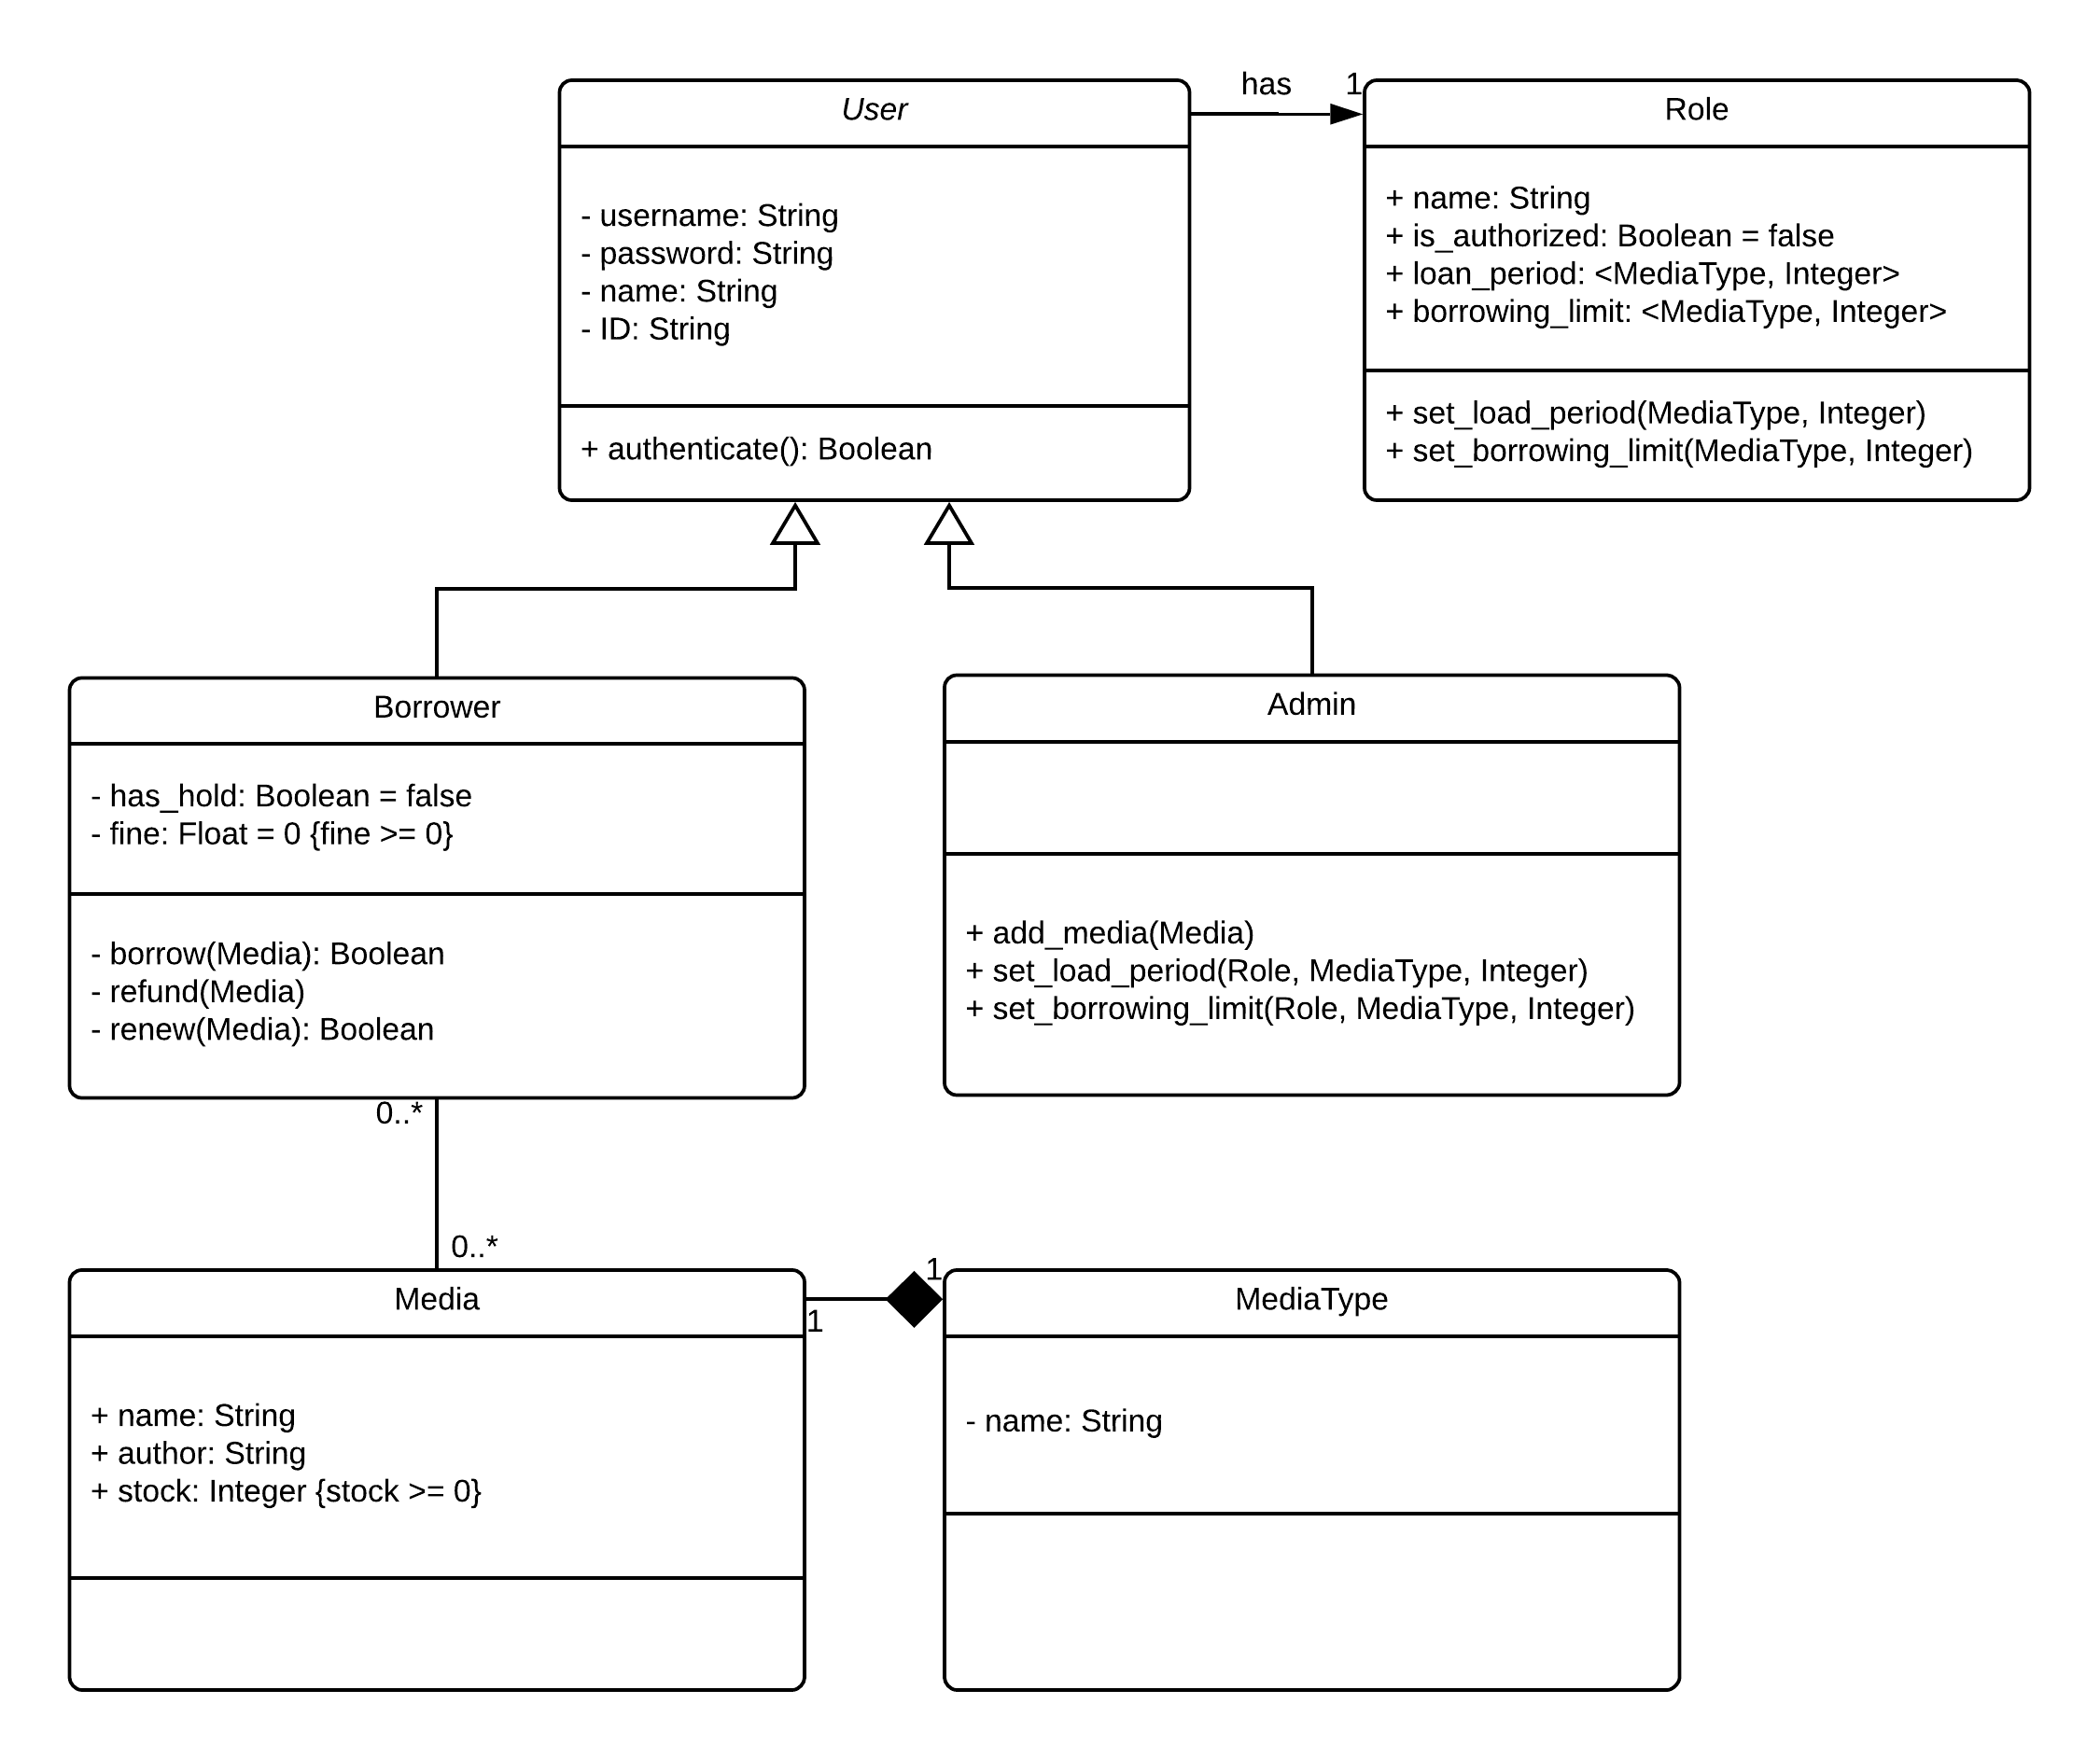 User
- username: String
- password: String
- name: String
- ID: String
+ authenticate(): Boolean
has
1
Role
+ name: String
+ is_authorized: Boolean = false
+ loan_period: <MediaType, Integer>
+ borrowing_limit: <MediaType, Integer>
+ set_load_period(MediaType, Integer)
+ set_borrowing_limit(MediaType, Integer)
Borrower
- has_hold: Boolean = false
- fine: Float = 0 {fine >= 0}
- borrow(Media): Boolean
- refund(Media)
- renew(Media): Boolean
Admin
+ add_media(Media)
+ set_load_period(Role, MediaType, Integer)
+ set_borrowing_limit(Role, MediaType, Integer)
0..*
0..*
Media
+ name: String
+ author: String
+ stock: Integer {stock >= 0}
1
1
MediaType
- name: String